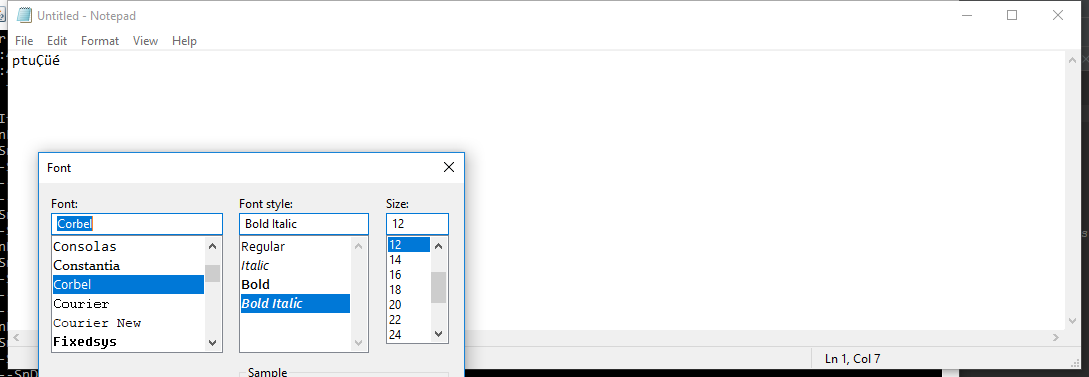 Untitled - Notepad
File Edit Format View Help
ptuÇüé
Font
Font: Font style: Size:
Corbel Bold Italic 12
Consolas Regular 12
Constantia Italic 14
Corbel Bold 16
Courier Bold Italic 18
Courier New 20
Fixedsys 22
24
Sample
Ln 1, Col 7